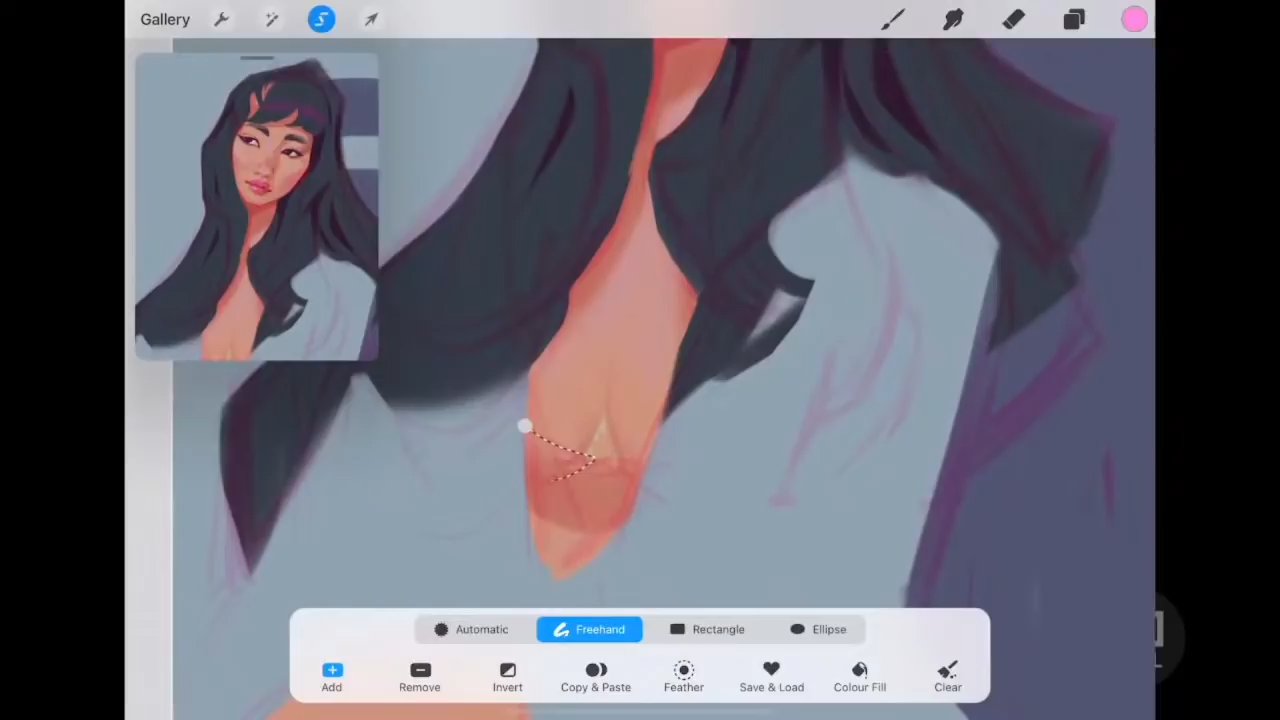 Gallery
Automatic Freehand Rectangle Ellipse
Add Remove Invert Copy & Paste Feather Save & Load Colour Fill Clear